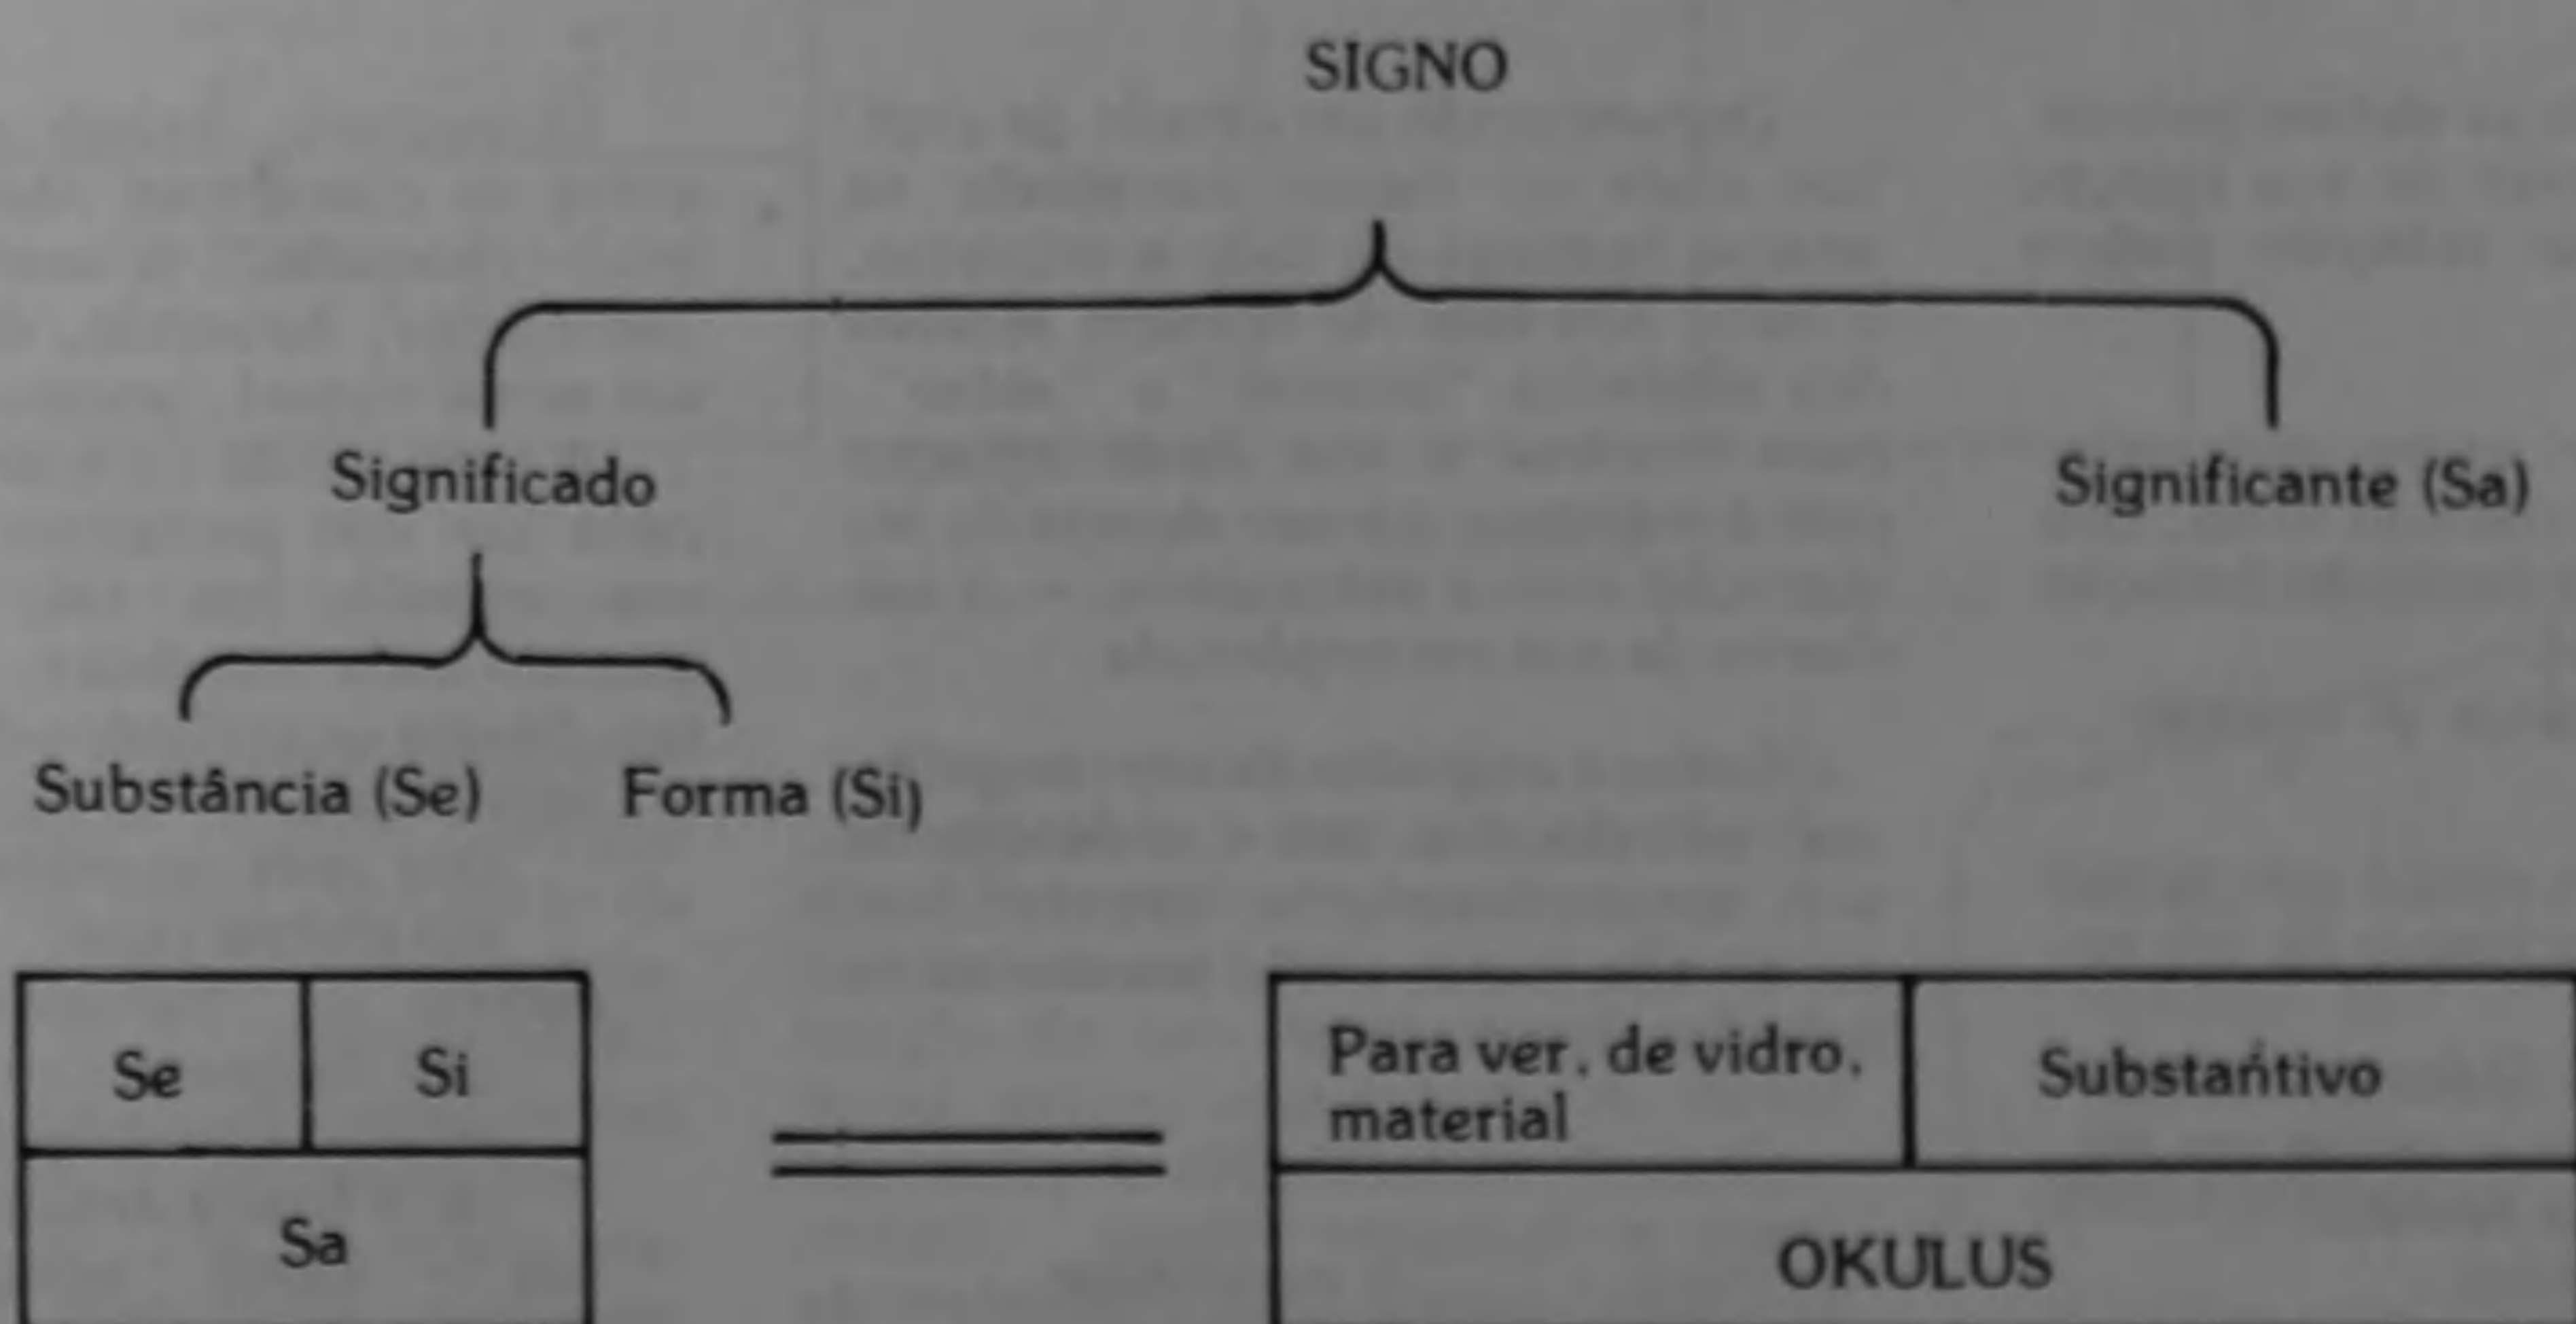 SIGNO
Significado
Significante (Sa)
Substância (Se)
Forma (Si)
Se
Si
Sa
Para ver. de vidro.
material
Substantivo
OKULUS